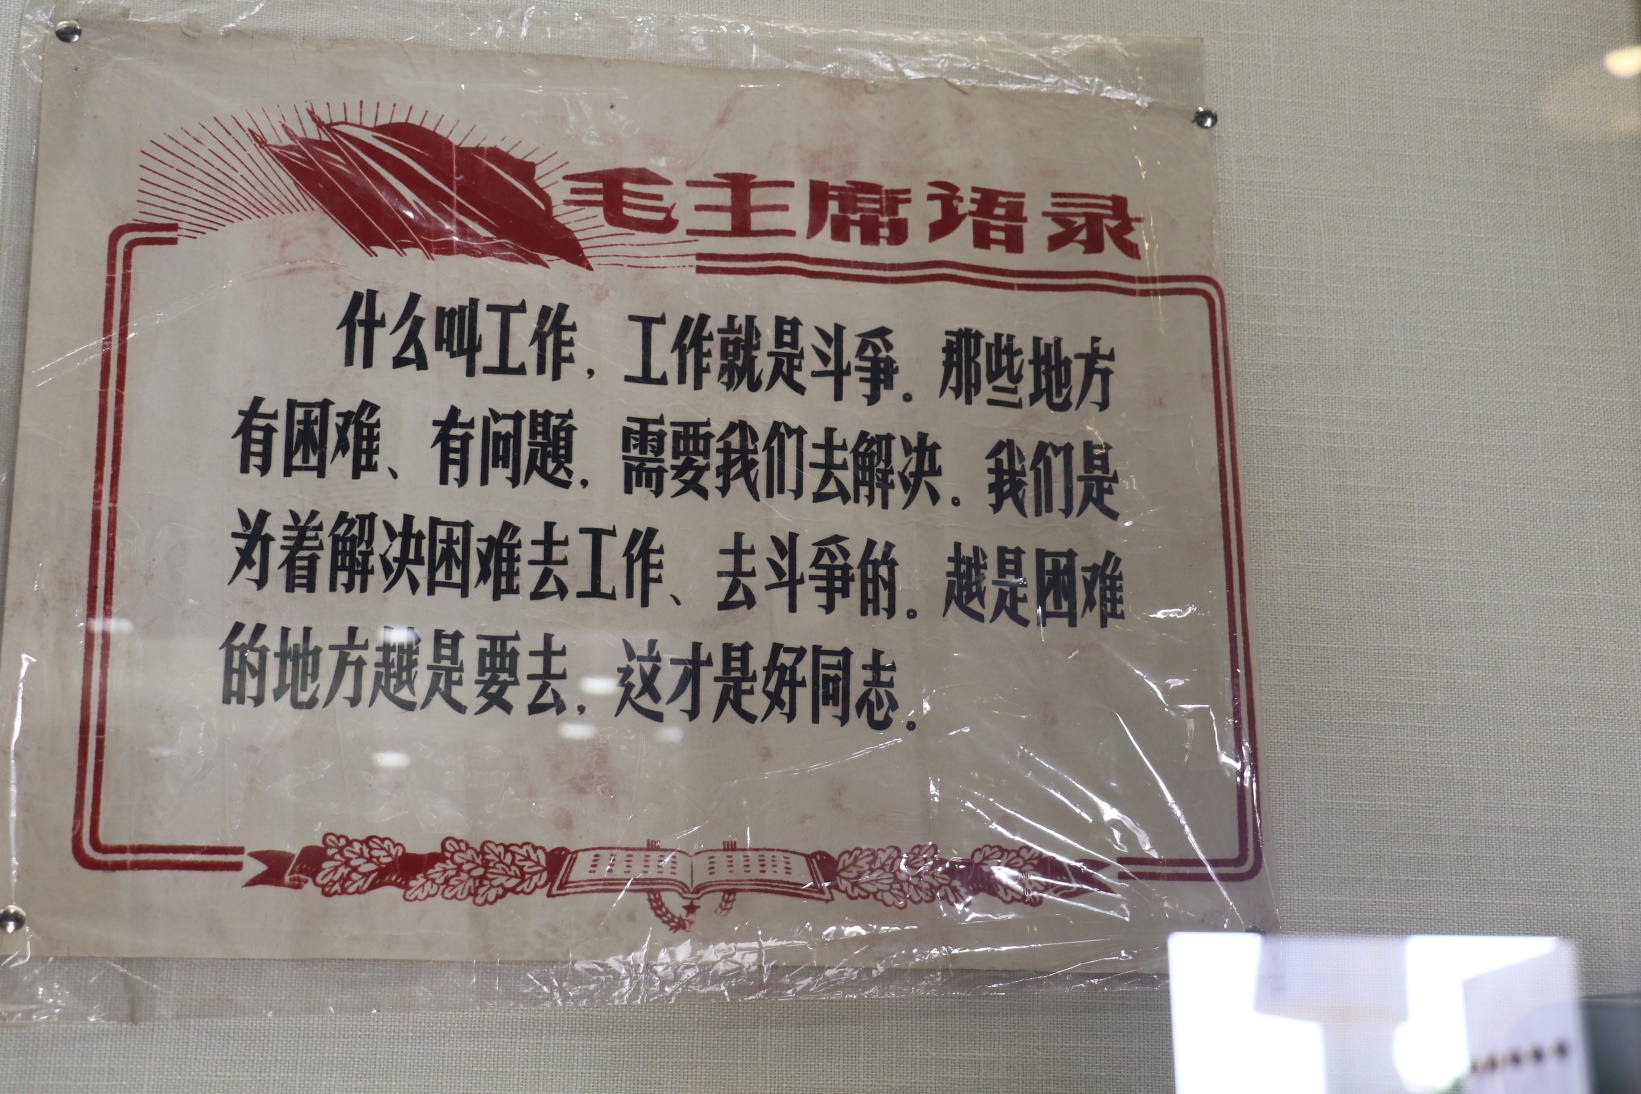 毛主席语录
什么叫工作，工作就是斗爭。那些地方
有困难、有问題，需要我们去解决。我们是
为着解决困难去工作、去斗爭的。越是困难
的地方越是要去，这才是好同志。